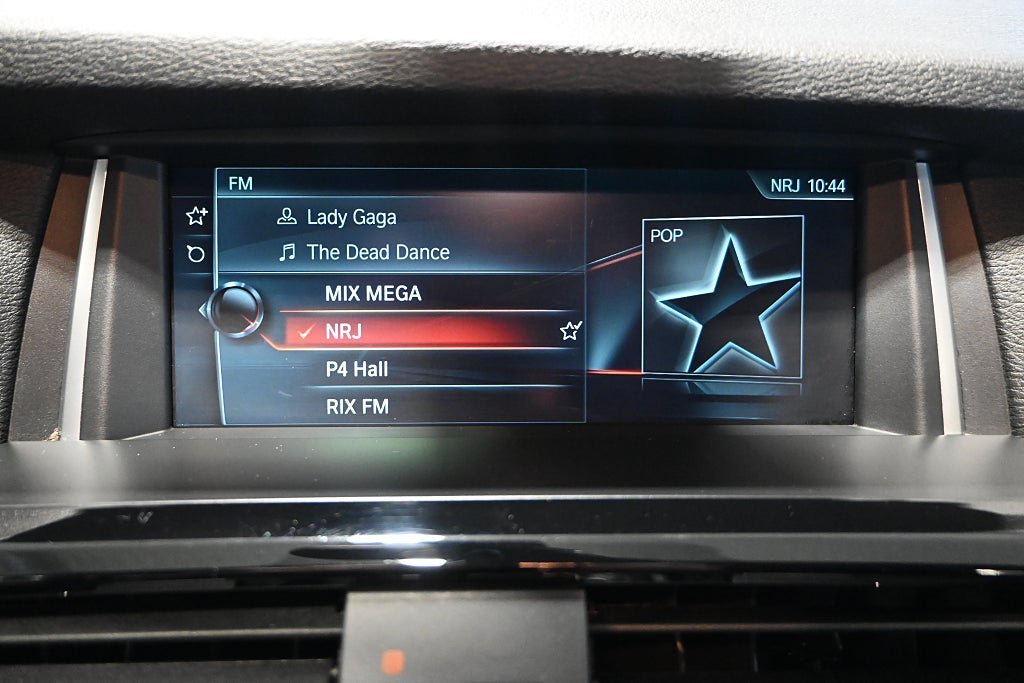 FM
NRJ 10:44
Lady Gaga
The Dead Dance
POP
MIX MEGA
NRJ
P4 Hall
RIX FM